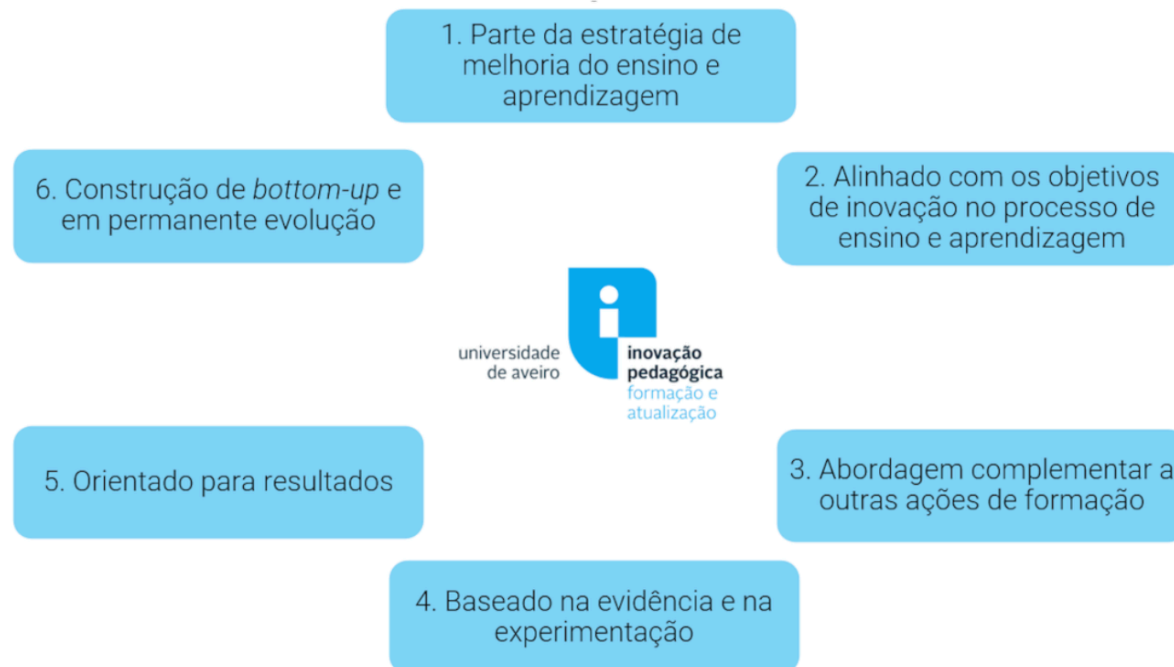 1. Parte da estratégia de
melhoria do ensino e
aprendizagem
2. Alinhado com os objetivos
de inovação no processo de
ensino e aprendizagem
3. Abordagem complementar a
outras ações de formação
4. Baseado na evidência e na
experimentação
5. Orientado para resultados
6. Construção de bottom-up e
em permanente evolução
universidade
de aveiro
inovação
pedagógica
formação e
atualização